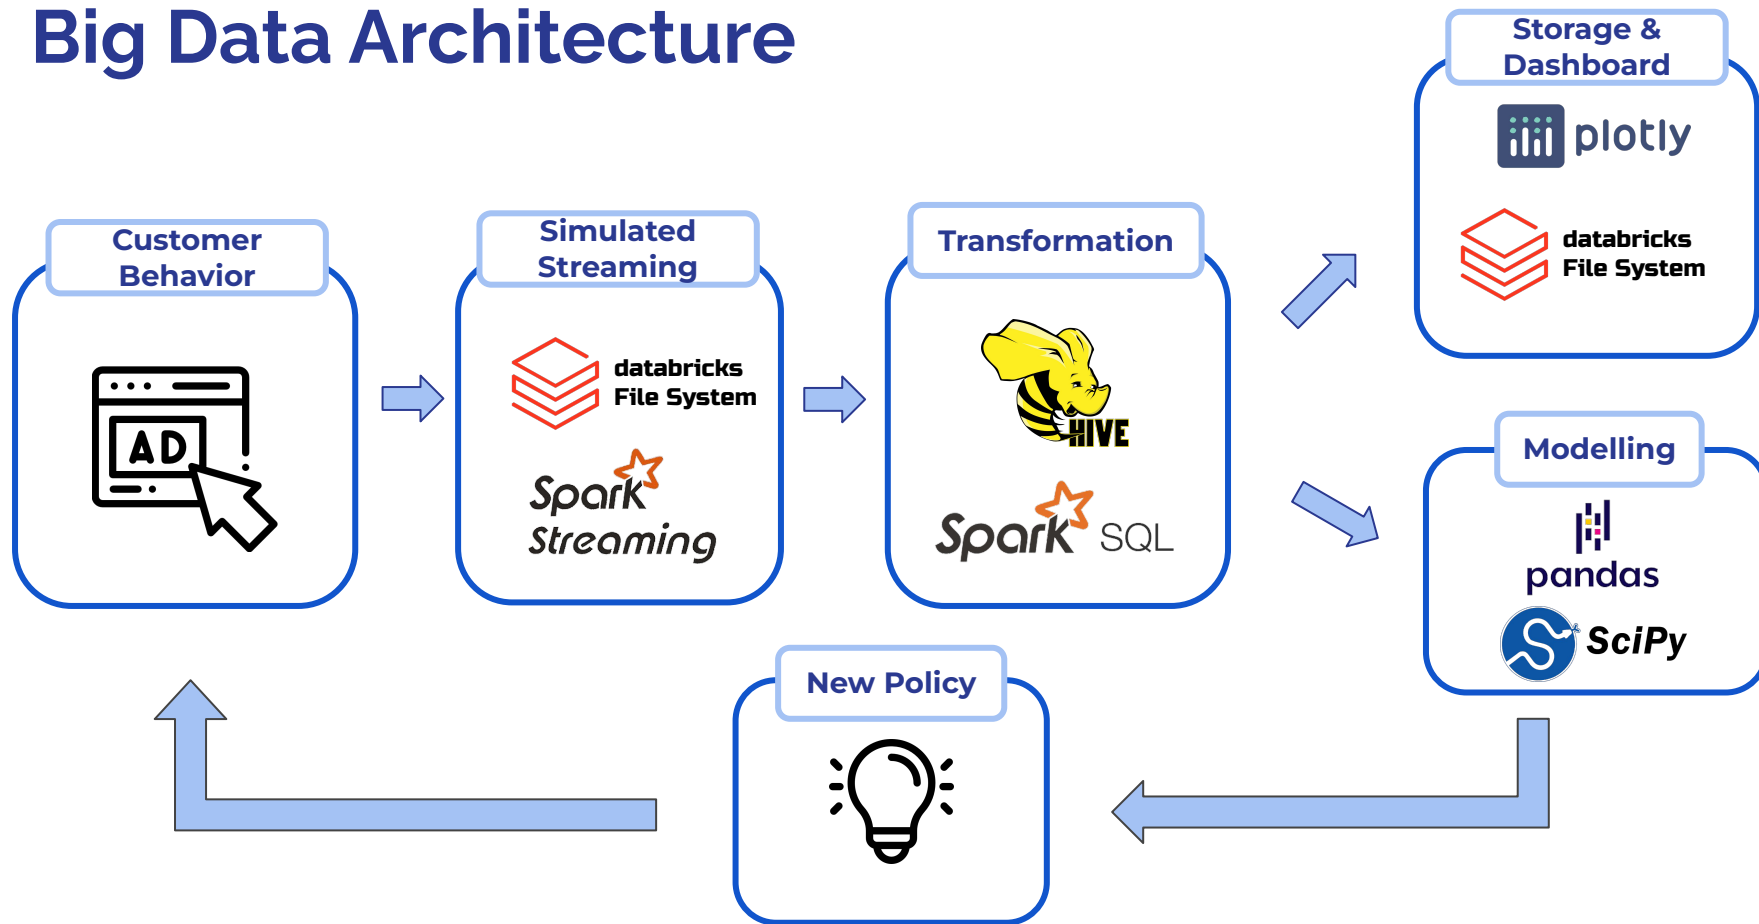 Big Data Architecture
Customer
Behavior
AD
Simulated
Streaming
databricks
File System
Spark
Streaming
Transformation
HIVE
Spark SQL
Storage &
Dashboard
plotly
databricks
File System
Modelling
pandas
SciPy
New Policy